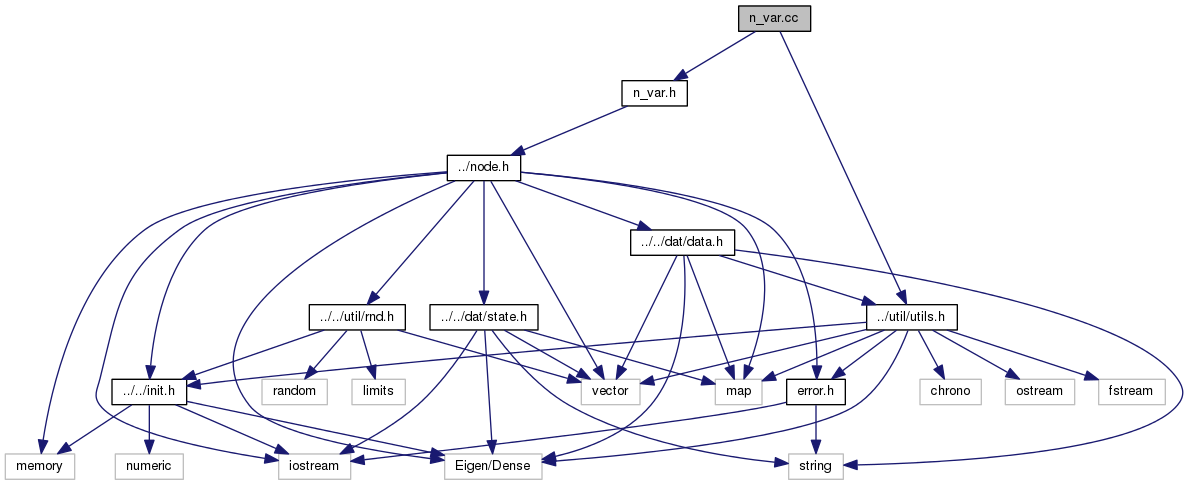 n_var.cc
n_var.h
../node.h
../../dat/data.h
../../util/rnd.h
../../dat/state.h
../util/utils.h
../../init.h
random
limits
vector
map
error.h
chrono
ostream
fstream
memory
numeric
iostream
Eigen/Dense
string